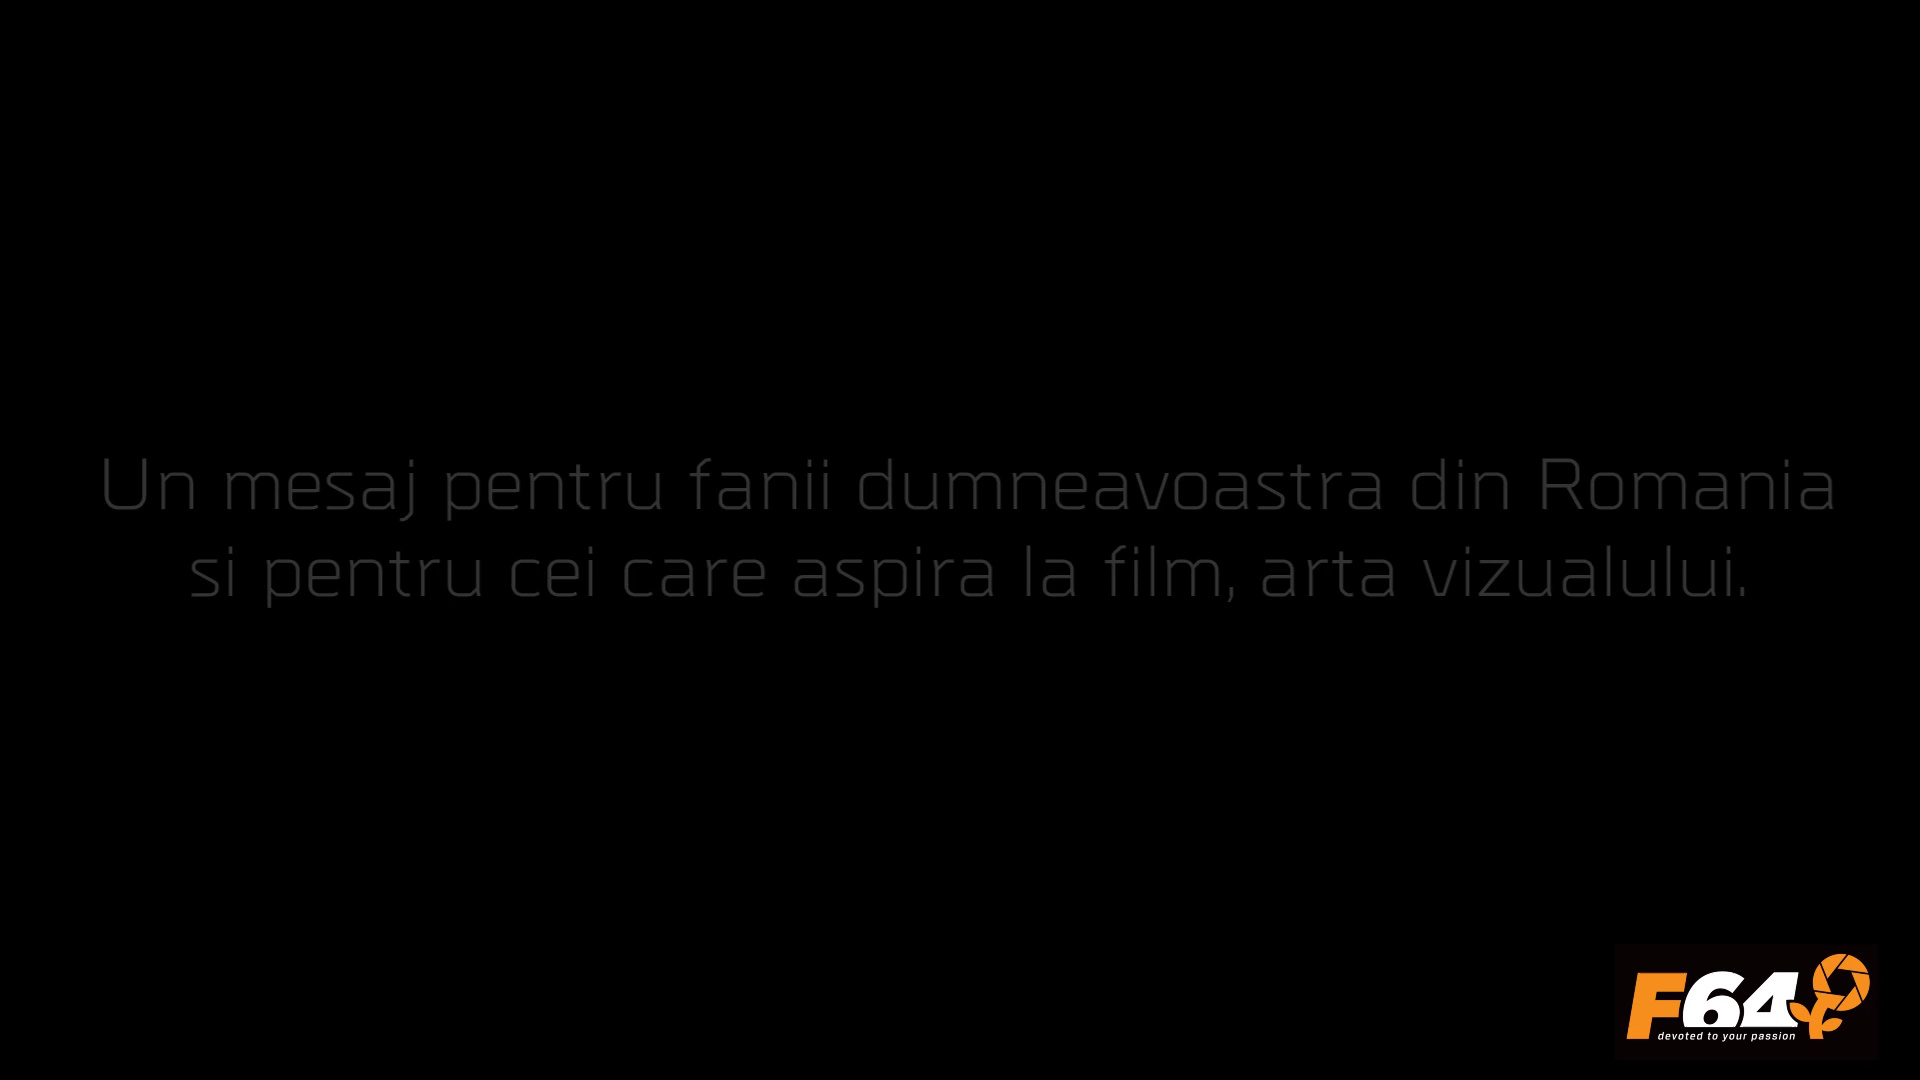 Un mesaj pentru fanii dumneavoastra din Romania
si pentru cei care aspira la film, arta vizualului.
F64
devoted to your passion